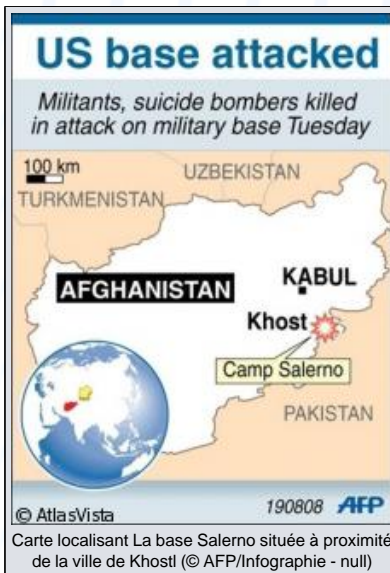 US base attacked
Militants, suicide bombers killed
in attack on military base Tuesday
100 km
UZBEKISTAN
TURKMENISTAN
AFGHANISTAN
KABUL
Khost
Camp Salerno
PAKISTAN
© AtlasVista
190808 AFP
Carte localisant La base Salerno située à proximité
de la ville de Khostl (© AFP/Infographie - null)